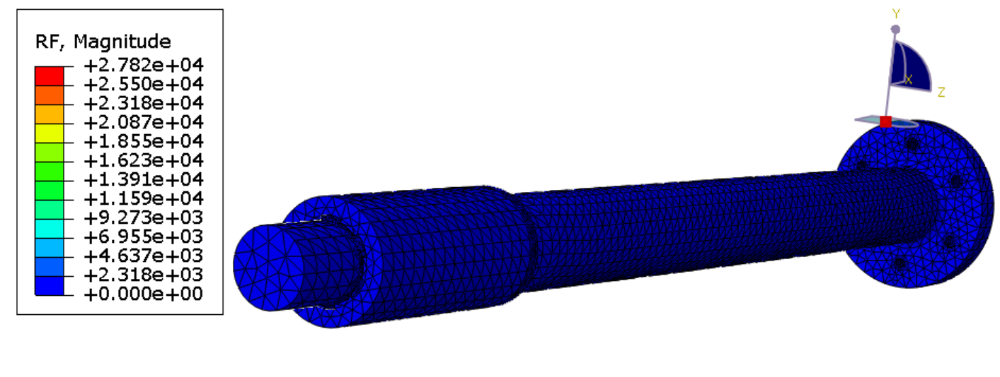 RF, Magnitude
+2.782e+04
+2.550e+04
+2.318e+04
+2.087e+04
+1.855e+04
+1.623e+04
+1.391e+04
+1.159e+04
+9.273e+03
+6.955e+03
+4.637e+03
+2.318e+03
+0.000e+00
Y
X
Z